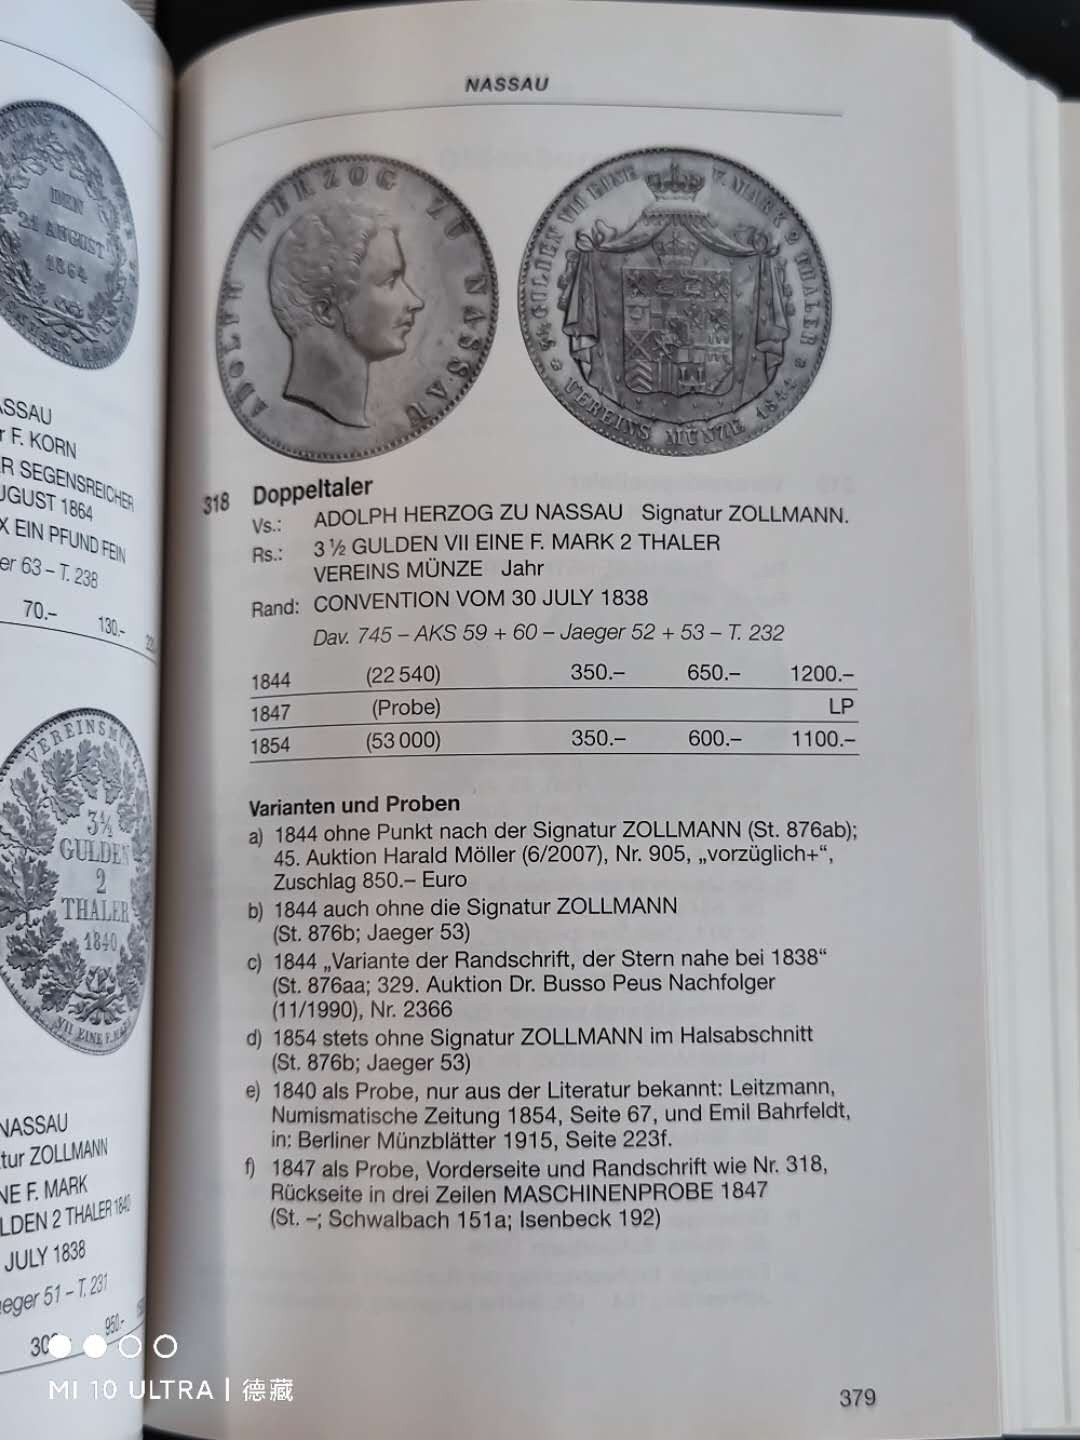 NASSAU
ADOLPH HERZOG ZU NASSAU
3½ GULDEN VII EINE F. MARK 2 THALER
VEREINS MÜNZE 1844
318 Doppeltaler
Vs.: ADOLPH HERZOG ZU NASSAU Signatur ZOLLMANN.
Rs.: 3 ½ GULDEN VII EINE F. MARK 2 THALER
VEREINS MÜNZE Jahr
Rand: CONVENTION VOM 30 JULY 1838
Dav. 745 – AKS 59 + 60 – Jaeger 52 + 53 – T. 232
1844 (22 540) 350.– 650.– 1200.–
1847 (Probe) LP
1854 (53 000) 350.– 600.– 1100.–
Varianten und Proben
a) 1844 ohne Punkt nach der Signatur ZOLLMANN (St. 876ab);
45. Auktion Harald Möller (6/2007), Nr. 905, „vorzüglich+“,
Zuschlag 850.– Euro
b) 1844 auch ohne die Signatur ZOLLMANN
(St. 876b; Jaeger 53)
c) 1844 „Variante der Randschrift, der Stern nahe bei 1838“
(St. 876aa; 329. Auktion Dr. Busso Peus Nachfolger
(11/1990), Nr. 2366
d) 1854 stets ohne Signatur ZOLLMANN im Halsabschnitt
(St. 876b; Jaeger 53)
e) 1840 als Probe, nur aus der Literatur bekannt: Leitzmann,
Numismatische Zeitung 1854, Seite 67, und Emil Bahrfeldt,
in: Berliner Münzblätter 1915, Seite 223f.
f) 1847 als Probe, Vorderseite und Randschrift wie Nr. 318,
Rückseite in drei Zeilen MASCHINENPROBE 1847
(St. –; Schwalbach 151a; Isenbeck 192)
379
DEN
21 AUGUST
1864
ASSAU
r F. KORN
R SEGENSREICHER
UGUST 1864
X EIN PFUND FEIN
er 63 – T. 238
70.– 130.–
VEREINSMÜ
3½
GULDEN
2
THALER
1840
VII EINE F. MARK
NASSAU
tur ZOLLMANN
NE F. MARK
LDEN 2 THALER 1840
JULY 1838
aeger 51 – T. 231
950.–
MI 10 ULTRA | 德藏